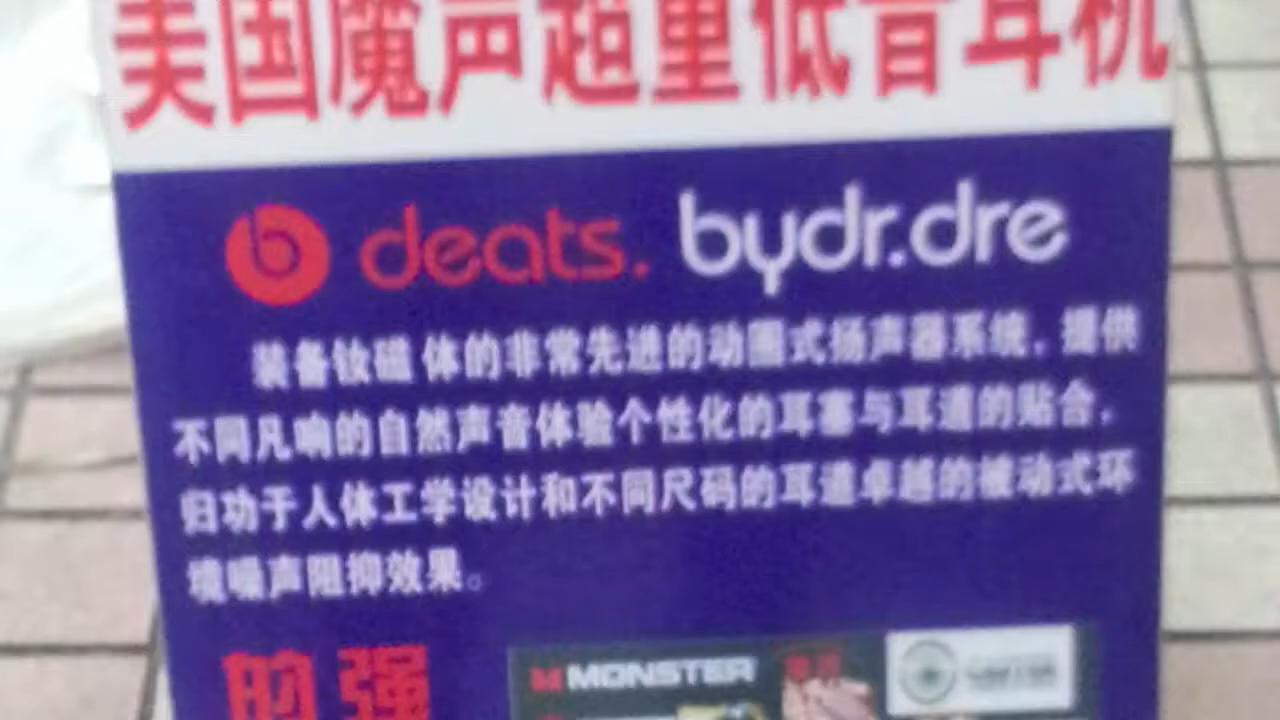 美国魔声超重低音耳机
b deats. bydr.dre
装备钕磁体的非常先进的动圈式扬声器系统，提供
不同凡响的自然声音体验个性化的耳塞与耳道的贴合，
归功于人体工学设计和不同尺码的耳道卓越的被动式环
境噪声阻抑效果。
的强
MONSTER